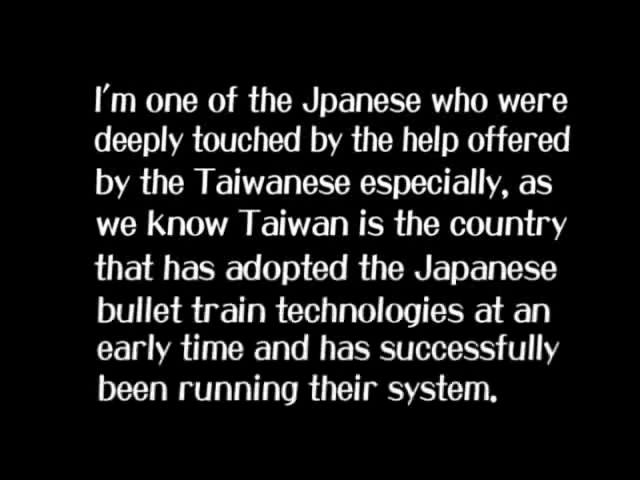 I'm one of the Jpanese who were
deeply touched by the help offered
by the Taiwanese especially, as
we know Taiwan is the country
that has adopted the Japanese
bullet train technologies at an
early time and has successfully
been running their system.